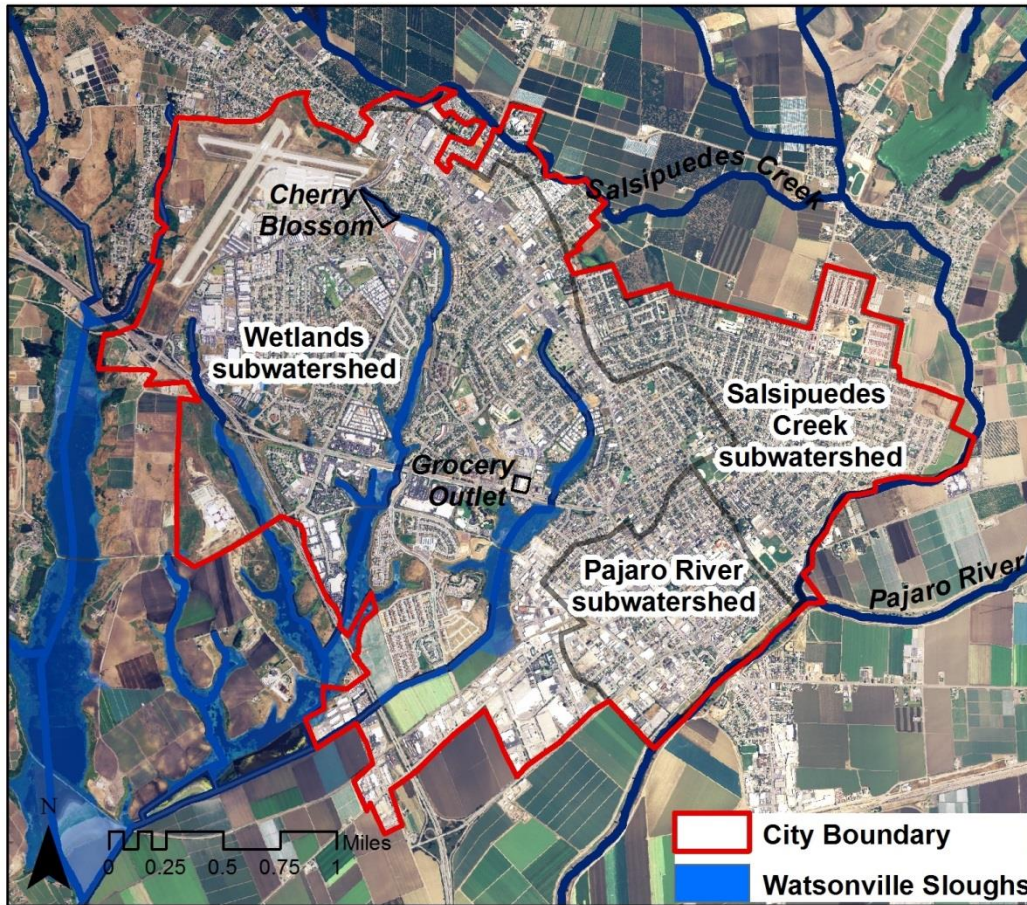 Salsipuedes Creek
Cherry
Blossom
Wetlands
subwatershed
Salsipuedes
Creek
subwatershed
Grocery
Outlet
Pajaro River
subwatershed
Pajaro River
N
Miles
0 0.25 0.5 0.75 1
City Boundary
Watsonville Sloughs